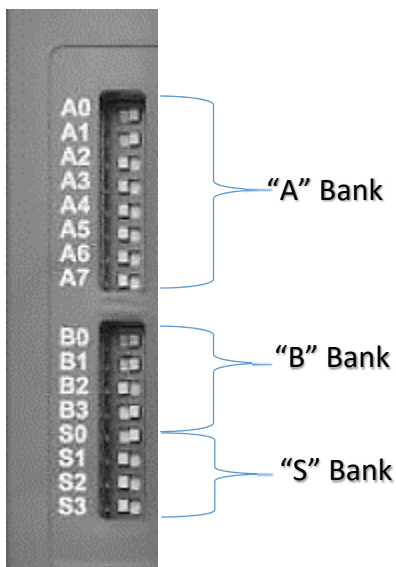 A0
A1
A2
A3
A4
A5
A6
A7
“A” Bank
B0
B1
B2
B3
“B” Bank
S0
S1
S2
S3
“S” Bank